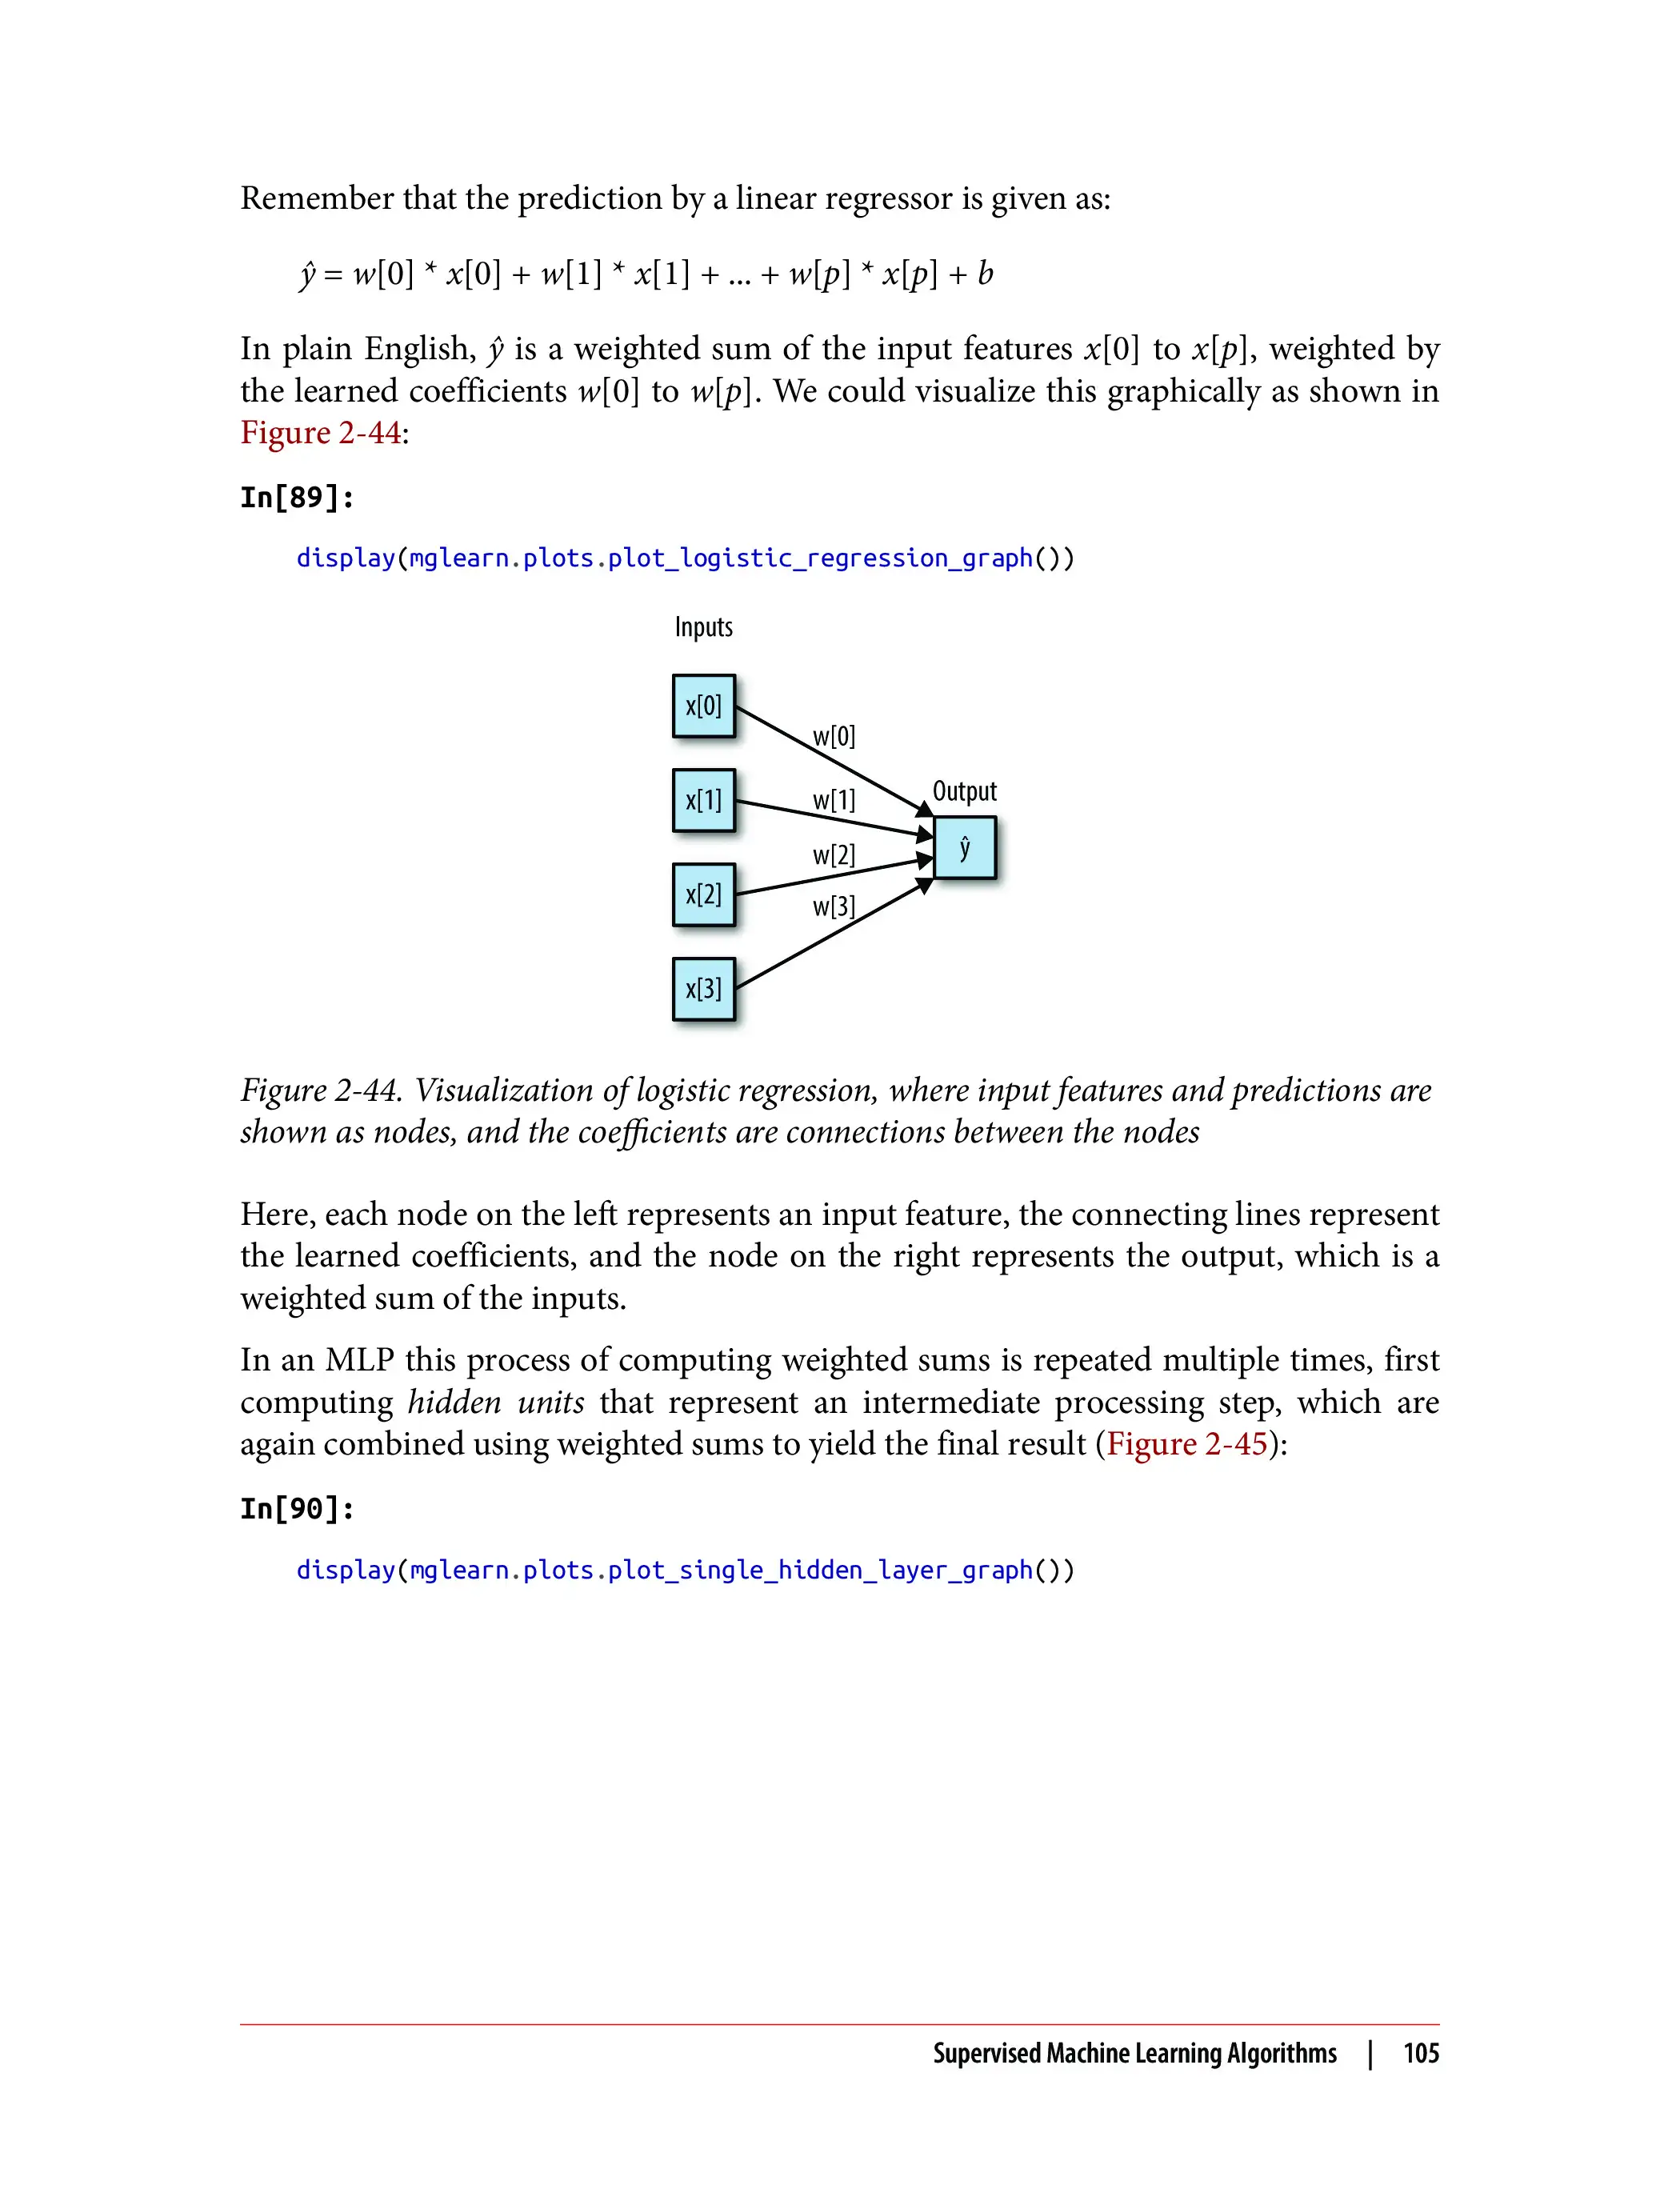 Remember that the prediction by a linear regressor is given as:
ŷ = w[0] * x[0] + w[1] * x[1] + ... + w[p] * x[p] + b
In plain English, ŷ is a weighted sum of the input features x[0] to x[p], weighted by
the learned coefficients w[0] to w[p]. We could visualize this graphically as shown in
Figure 2-44:
In[89]:
display(mglearn.plots.plot_logistic_regression_graph())
Inputs
x[0]
w[0]
x[1]
w[1]
Output
ŷ
w[2]
x[2]
w[3]
x[3]
Figure 2-44. Visualization of logistic regression, where input features and predictions are
shown as nodes, and the coefficients are connections between the nodes
Here, each node on the left represents an input feature, the connecting lines represent
the learned coefficients, and the node on the right represents the output, which is a
weighted sum of the inputs.
In an MLP this process of computing weighted sums is repeated multiple times, first
computing hidden units that represent an intermediate processing step, which are
again combined using weighted sums to yield the final result (Figure 2-45):
In[90]:
display(mglearn.plots.plot_single_hidden_layer_graph())
Supervised Machine Learning Algorithms | 105